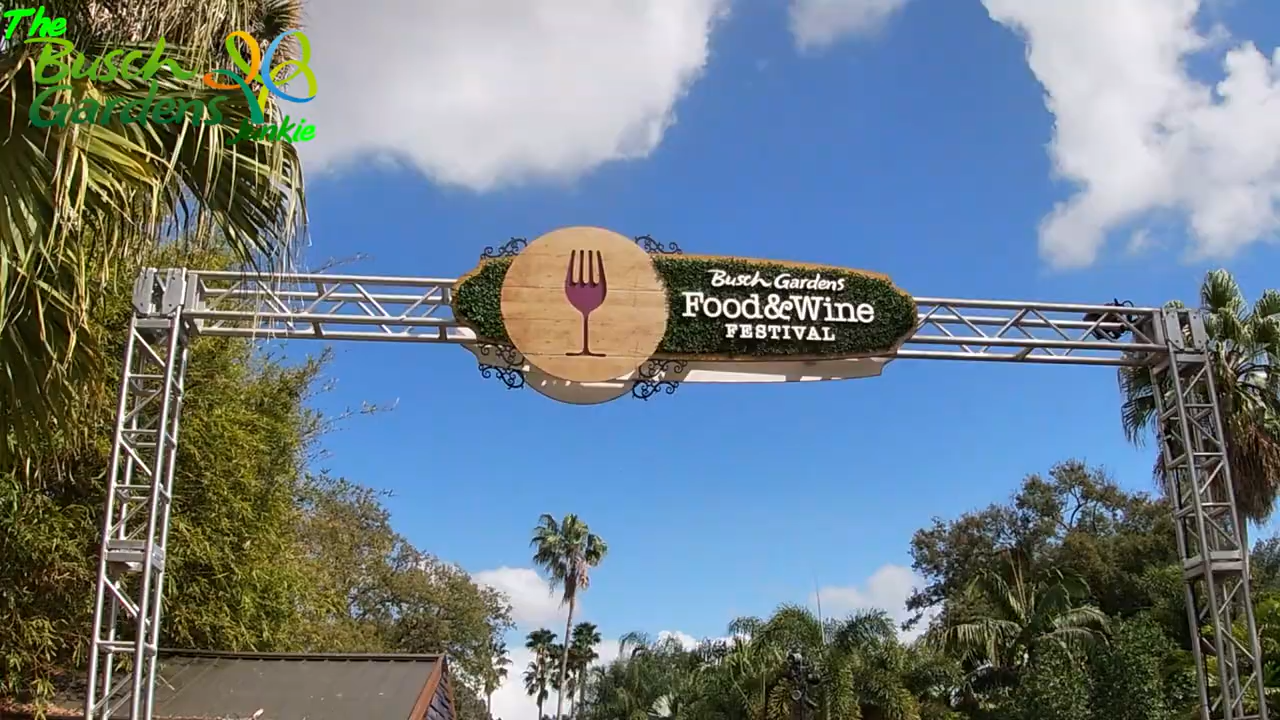 The
Busch
Gardens
Junkie
Busch Gardens
Food & Wine
FESTIVAL